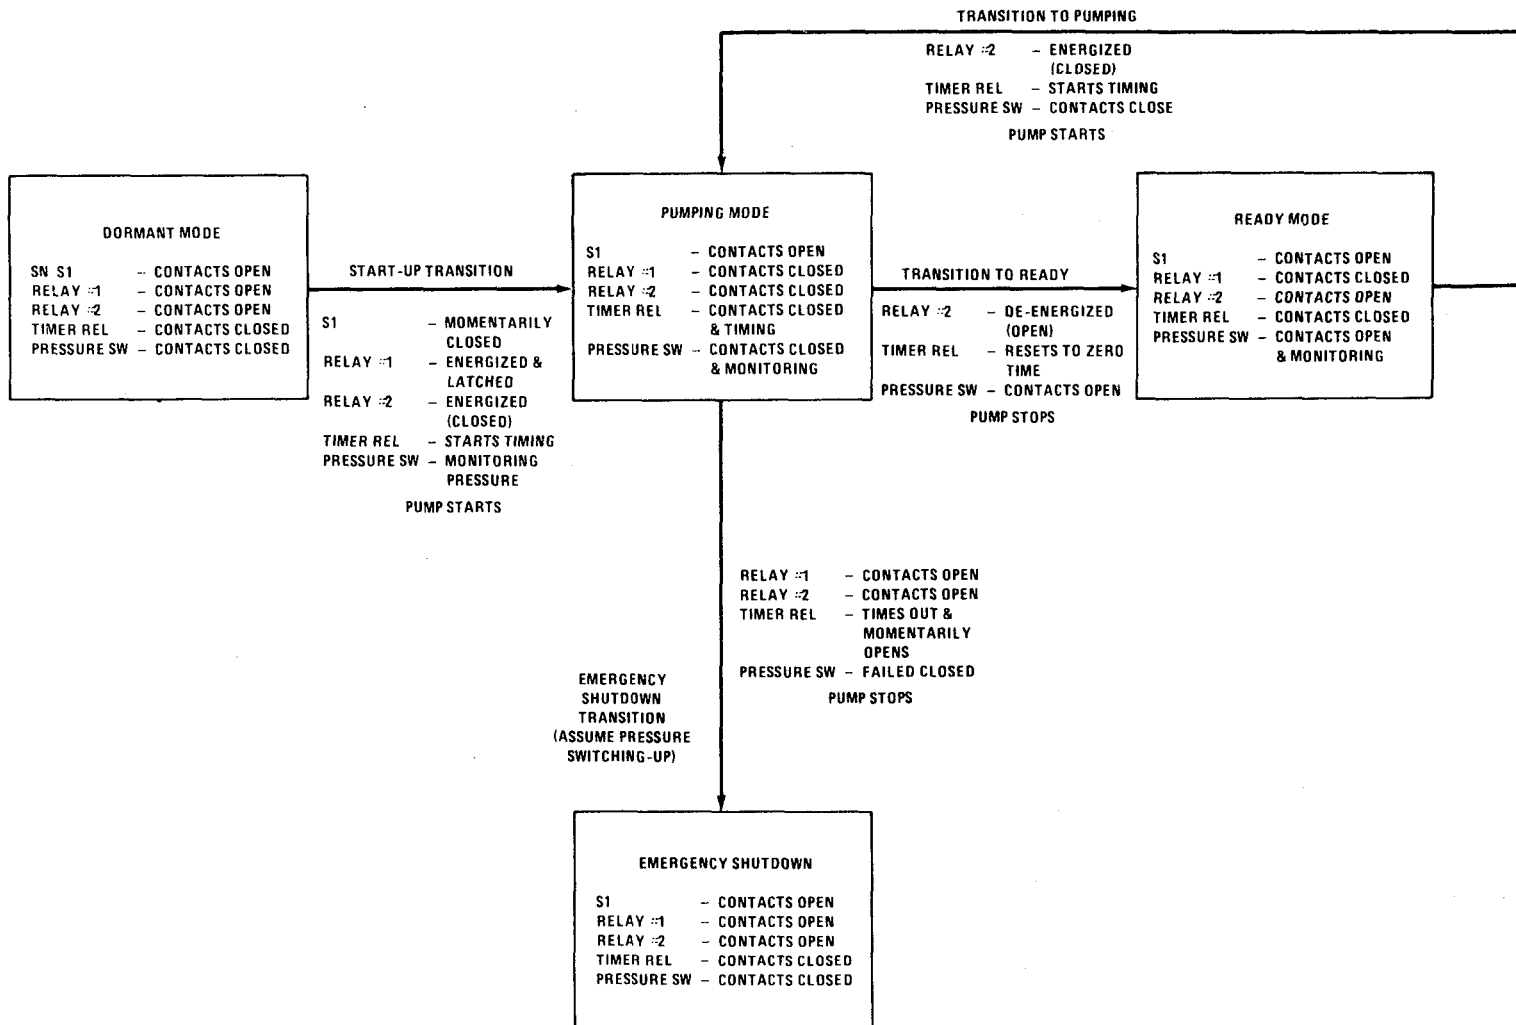 TRANSITION TO PUMPING
RELAY #2 – ENERGIZED
(CLOSED)
TIMER REL – STARTS TIMING
PRESSURE SW – CONTACTS CLOSE
PUMP STARTS
DORMANT MODE
SN S1 – CONTACTS OPEN
RELAY #1 – CONTACTS OPEN
RELAY #2 – CONTACTS OPEN
TIMER REL – CONTACTS CLOSED
PRESSURE SW – CONTACTS CLOSED
START-UP TRANSITION
S1 – MOMENTARILY
CLOSED
RELAY #1 – ENERGIZED &
LATCHED
RELAY #2 – ENERGIZED
(CLOSED)
TIMER REL – STARTS TIMING
PRESSURE SW – MONITORING
PRESSURE
PUMP STARTS
PUMPING MODE
S1 – CONTACTS OPEN
RELAY #1 – CONTACTS CLOSED
RELAY #2 – CONTACTS CLOSED
TIMER REL – CONTACTS CLOSED
& TIMING
PRESSURE SW – CONTACTS CLOSED
& MONITORING
TRANSITION TO READY
RELAY #2 – DE-ENERGIZED
(OPEN)
TIMER REL – RESETS TO ZERO
TIME
PRESSURE SW – CONTACTS OPEN
PUMP STOPS
READY MODE
S1 – CONTACTS OPEN
RELAY #1 – CONTACTS CLOSED
RELAY #2 – CONTACTS OPEN
TIMER REL – CONTACTS CLOSED
PRESSURE SW – CONTACTS OPEN
& MONITORING
RELAY #1 – CONTACTS OPEN
RELAY #2 – CONTACTS OPEN
TIMER REL – TIMES OUT &
MOMENTARILY
OPENS
PRESSURE SW – FAILED CLOSED
PUMP STOPS
EMERGENCY
SHUTDOWN
TRANSITION
(ASSUME PRESSURE
SWITCHING-UP)
EMERGENCY SHUTDOWN
S1 – CONTACTS OPEN
RELAY #1 – CONTACTS OPEN
RELAY #2 – CONTACTS OPEN
TIMER REL – CONTACTS CLOSED
PRESSURE SW – CONTACTS CLOSED